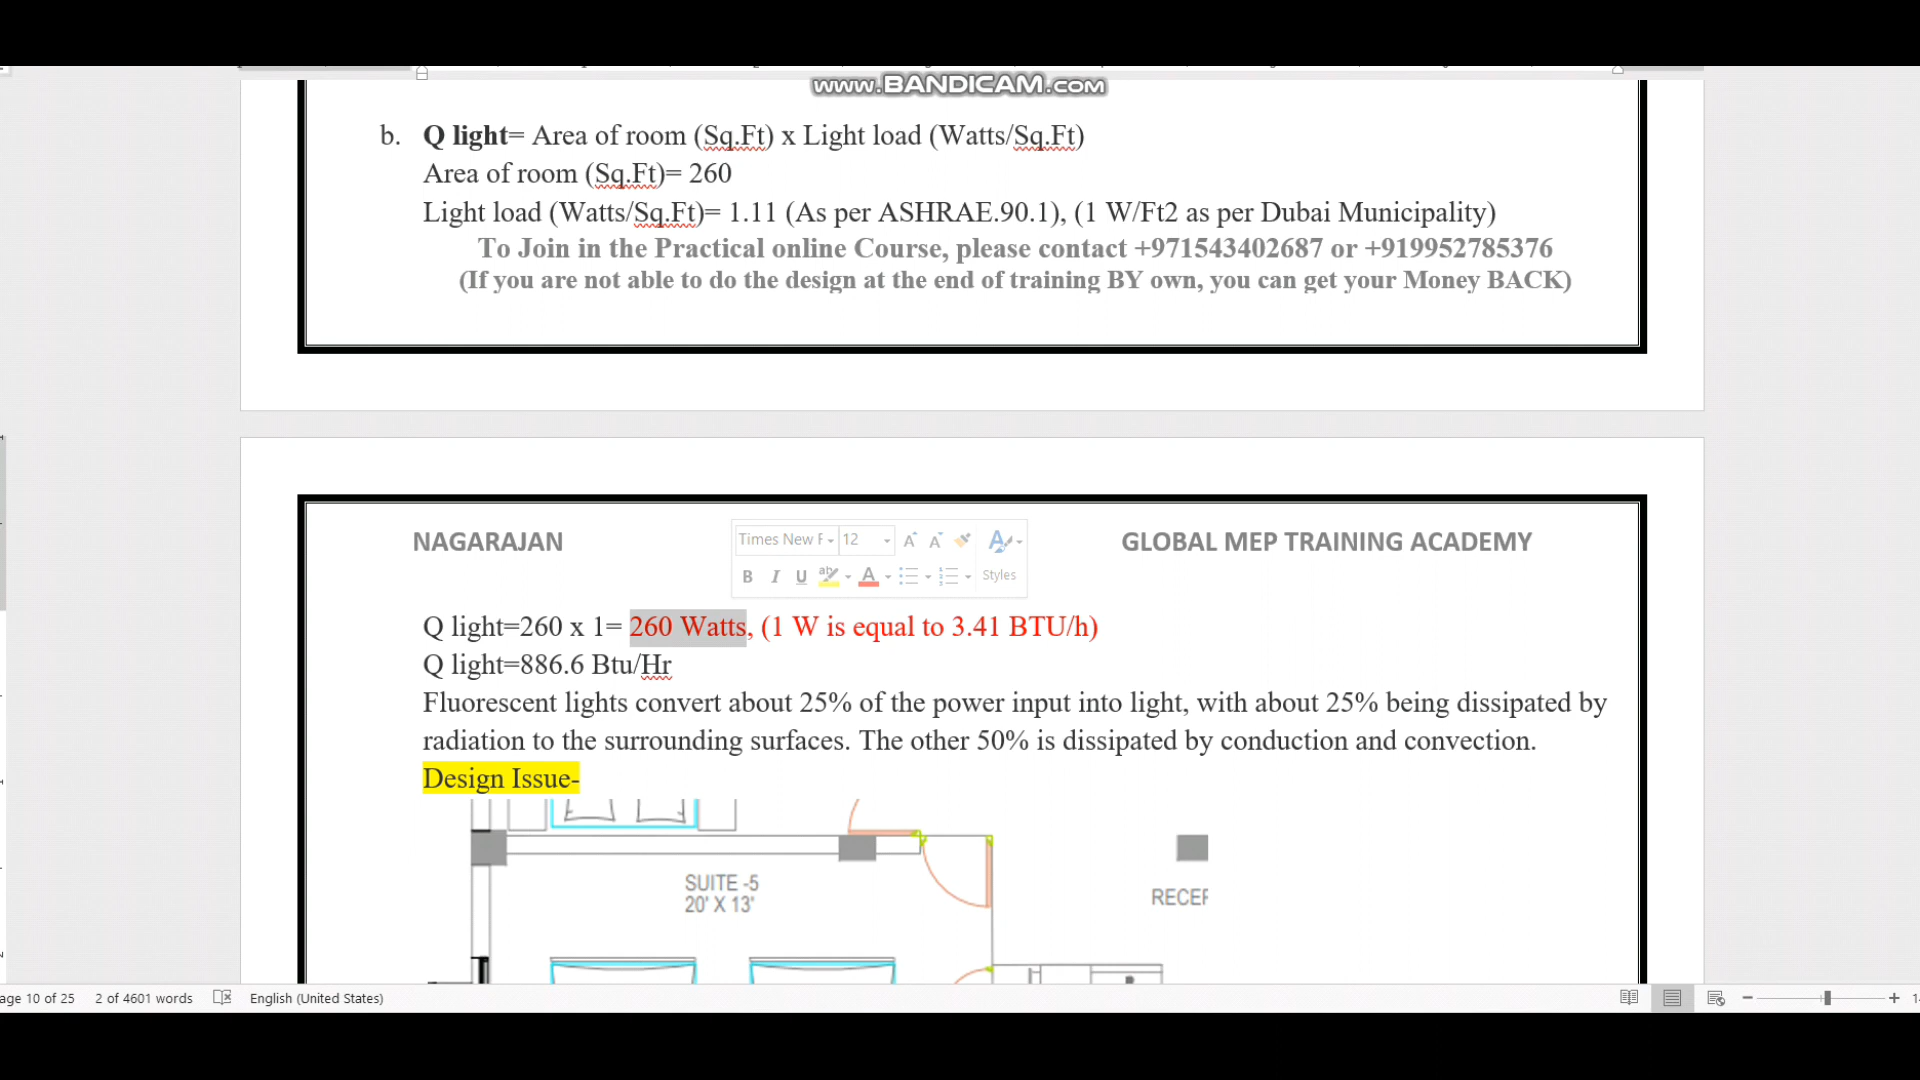 www.BANDICAM.com
b. Q light= Area of room (Sq.Ft) x Light load (Watts/Sq.Ft)
Area of room (Sq.Ft)= 260
Light load (Watts/Sq.Ft)= 1.11 (As per ASHRAE.90.1), (1 W/Ft2 as per Dubai Municipality)
To Join in the Practical online Course, please contact +971543402687 or +919952785376
(If you are not able to do the design at the end of training BY own, you can get your Money BACK)
NAGARAJAN
GLOBAL MEP TRAINING ACADEMY
Times New F 12
B I U Styles
Q light=260 x 1= 260 Watts, (1 W is equal to 3.41 BTU/h)
Q light=886.6 Btu/Hr
Fluorescent lights convert about 25% of the power input into light, with about 25% being dissipated by
radiation to the surrounding surfaces. The other 50% is dissipated by conduction and convection.
Design Issue-
SUITE -5
20' X 13'
RECEP
age 10 of 25 2 of 4601 words English (United States)